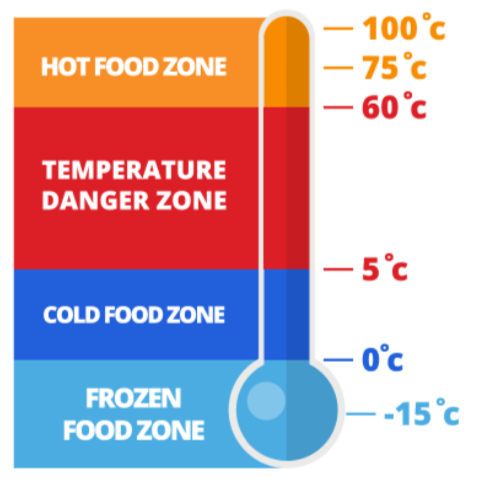 HOT FOOD ZONE
TEMPERATURE
DANGER ZONE
COLD FOOD ZONE
FROZEN
FOOD ZONE
100°c
75°c
60°c
5°c
0°c
-15°c